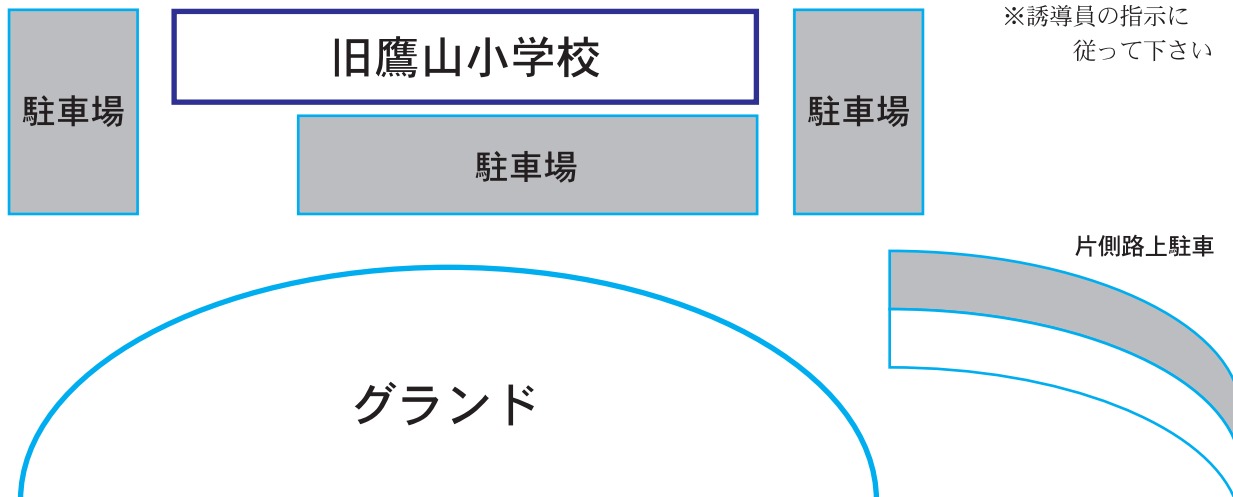 ※誘導員の指示に
従って下さい
旧鷹山小学校
駐車場
駐車場
駐車場
片側路上駐車
グランド